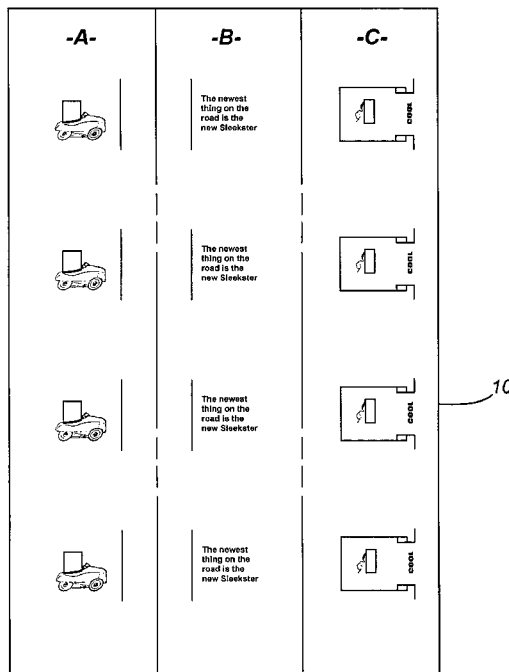 -A-
-B-
-C-
The newest
thing on the
road is the
new Sleekster
COOL
The newest
thing on the
road is the
new Sleekster
COOL
The newest
thing on the
road is the
new Sleekster
COOL
10
The newest
thing on the
road is the
new Sleekster
COOL